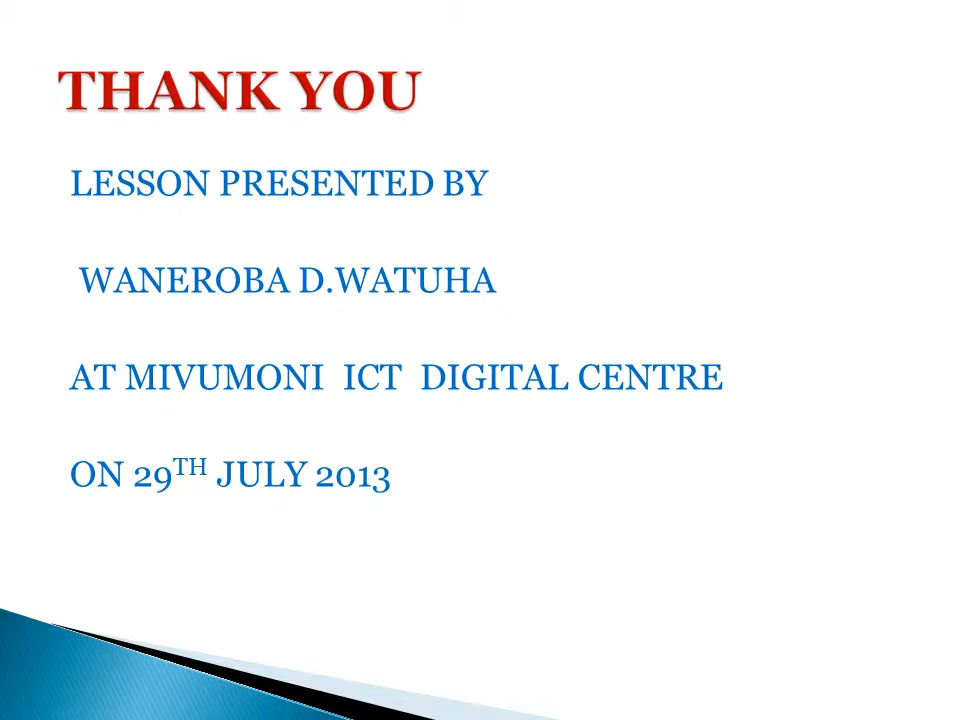 THANK YOU
LESSON PRESENTED BY
WANEROBA D.WATUHA
AT MIVUMONI ICT DIGITAL CENTRE
ON 29TH JULY 2013